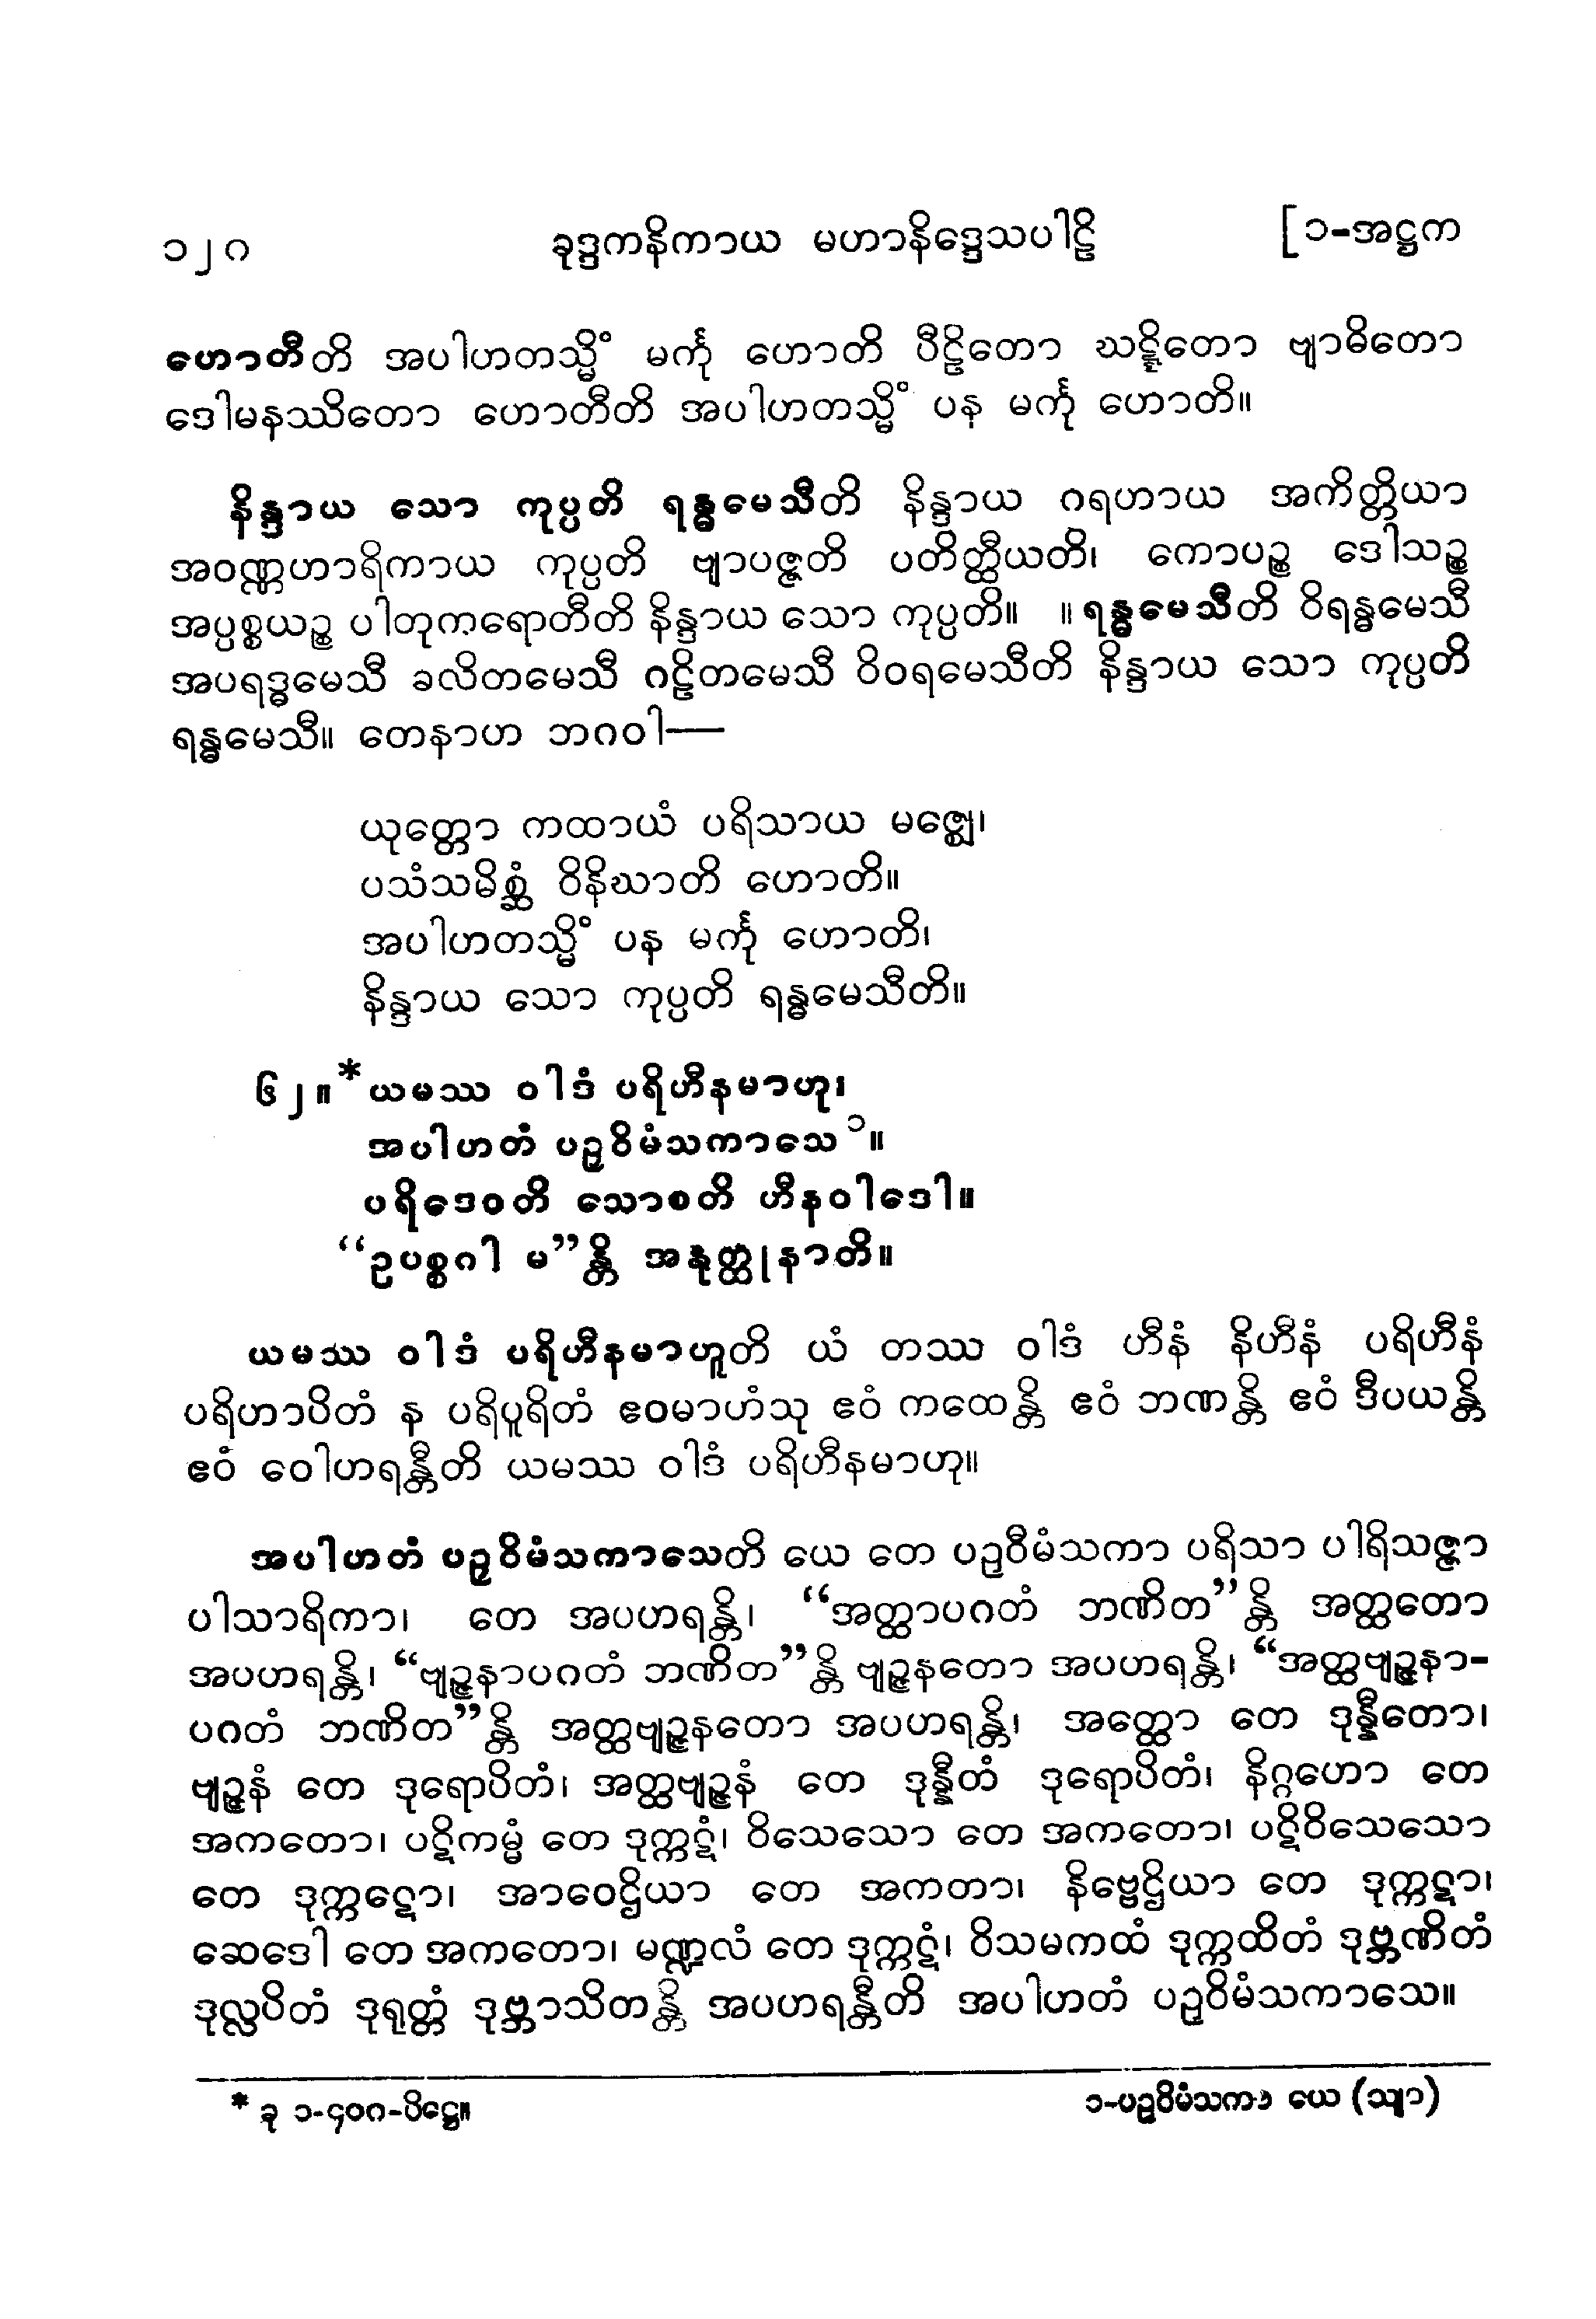 ၁၂ဂ ခုဒ္ဒကနိကာယ မဟာနိဒ္ဒေသပါဠိ [၁-အဋ္ဌက
ဟောတီတိ အပါဟတသ္မိံ မင်္ကု ဟောတိ ပီဠိတော ဃဋ္ဋိတော ဗျာဓိတော
ဒေါမနဿိတော ဟောတီတိ အပါဟတသ္မိံ ပန မင်္ကု ဟောတိ။
နိန္ဒာယ သော ကုပ္ပတိ ရန္ဓမေသီတိ နိန္ဒာယ ဂရဟာယ အကိတ္တိယာ
အဝဏ္ဏဟာရိကာယ ကုပ္ပတိ ဗျာပဇ္ဇတိ ပတိတ္ထီယတိ၊ ကောပဉ္စ ဒေါသဉ္စ
အပ္ပစ္စယဉ္စ ပါတုကရောတီတိ နိန္ဒာယ သော ကုပ္ပတိ။ ။ ရန္ဓမေသီတိ ဝိရန္ဓမေသီ
အပရဒ္ဓမေသီ ခလိတမေသီ ဂဠိတမေသီ ဝိဝရမေသီတိ နိန္ဒာယ သော ကုပ္ပတိ
ရန္ဓမေသီ။ တေနာဟ ဘဂဝါ—
ယုတ္တော ကထာယံ ပရိသာယ မဇ္ဈေ၊
ပသံသမိစ္ဆံ ဝိနိဃာတိ ဟောတိ။
အပါဟတသ္မိံ ပန မင်္ကု ဟောတိ၊
နိန္ဒာယ သော ကုပ္ပတိ ရန္ဓမေသီတိ။
၆၂။ * ယမဿ ဝါဒံ ပရိဟီနမာဟု၊
အပါဟတံ ပဉှဝိမံသကာသေ ၁။
ပရိဒေဝတိ သောစတိ ဟီနဝါဒေါ။
“ဥပစ္စဂါ မ”န္တိ အနုတ္ထုနာတိ။
ယမဿ ဝါဒံ ပရိဟီနမာဟူတိ ယံ တဿ ဝါဒံ ဟီနံ နိဟီနံ ပရိဟီနံ
ပရိဟာပိတံ န ပရိပူရိတံ ဧဝမာဟံသု ဧဝံ ကထေန္တိ ဧဝံ ဘဏန္တိ ဧဝံ ဒီပယန္တိ
ဧဝံ ဝေါဟရန္တီတိ ယမဿ ဝါဒံ ပရိဟီနမာဟု။
အပါဟတံ ပဉှဝိမံသကာသေတိ ယေ တေ ပဉှဝီမံသကာ ပရိသာ ပါရိသဇ္ဇာ
ပါသာရိကာ၊ တေ အပဟရန္တိ၊ “အတ္ထာပဂတံ ဘဏိတ”န္တိ အတ္ထတော
အပဟရန္တိ၊ “ဗျဉ္ဇနာပဂတံ ဘဏိတ”န္တိ ဗျဉ္ဇနတော အပဟရန္တိ၊ “အတ္ထဗျဉ္ဇနာ-
ပဂတံ ဘဏိတ”န္တိ အတ္ထဗျဉ္ဇနတော အပဟရန္တိ၊ အတ္ထော တေ ဒုန္နီတော၊
ဗျဉ္ဇနံ တေ ဒုရောပိတံ၊ အတ္ထဗျဉ္ဇနံ တေ ဒုန္နီတံ ဒုရောပိတံ၊ နိဂ္ဂဟော တေ
အကတော၊ ပဋိကမ္မံ တေ ဒုက္ကဋံ၊ ဝိသေသော တေ အကတော၊ ပဋိဝိသေသော
တေ ဒုက္ကဋော၊ အာဝေဌိယာ တေ အကတာ၊ နိဗ္ဗေဌိယာ တေ ဒုက္ကဋာ၊
ဆေဒေါ တေ အကတော၊ မဏ္ဍလံ တေ ဒုက္ကဋံ၊ ဝိသမကထံ ဒုက္ကထိတံ ဒုဗ္ဘဏိတံ
ဒုလ္လပိတံ ဒုရုတ္တံ ဒုဗ္ဘာသိတန္တိ အပဟရန္တီတိ အပါဟတံ ပဉှဝိမံသကာသေ။
* ခု ၁-၄ဝဂ-ပိဋ္ဌေ။ ၁-ပဉှဝိမံသကာ ယေ (သျာ)